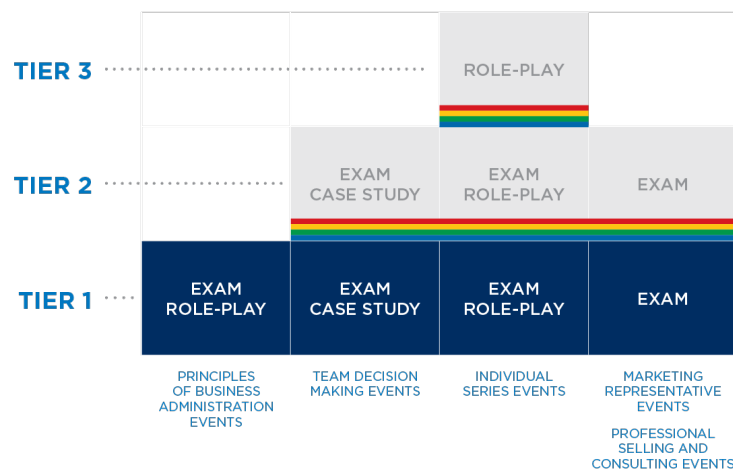 TIER 3
ROLE-PLAY
TIER 2
EXAM
CASE STUDY
EXAM
ROLE-PLAY
EXAM
TIER 1
EXAM
ROLE-PLAY
EXAM
CASE STUDY
EXAM
ROLE-PLAY
EXAM
PRINCIPLES
OF BUSINESS
ADMINISTRATION
EVENTS
TEAM DECISION
MAKING EVENTS
INDIVIDUAL
SERIES EVENTS
MARKETING
REPRESENTATIVE
EVENTS
PROFESSIONAL
SELLING AND
CONSULTING EVENTS